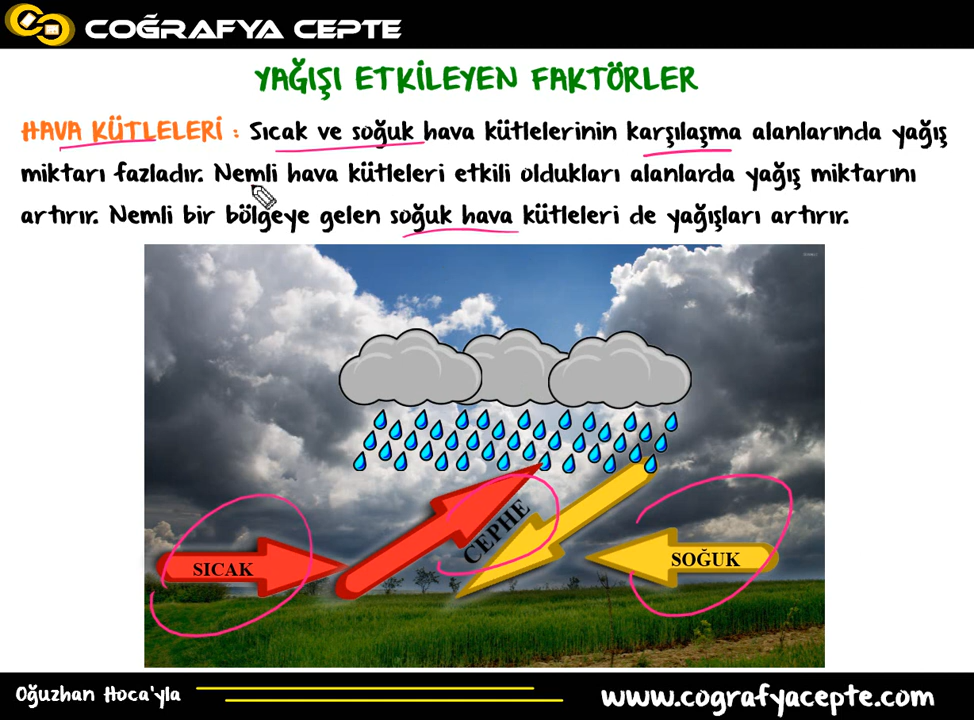 COĞRAFYA CEPTE
YAĞIŞI ETKİLEYEN FAKTÖRLER
HAVA KÜTLELERİ : Sıcak ve soğuk hava kütlelerinin karşılaşma alanlarında yağış
miktarı fazladır. Nemli hava kütleleri etkili oldukları alanlarda yağış miktarını
artırır. Nemli bir bölgeye gelen soğuk hava kütleleri de yağışları artırır.
CEPHE
SICAK
SOĞUK
Oğuzhan Hoca'yla
www.cografyacepte.com